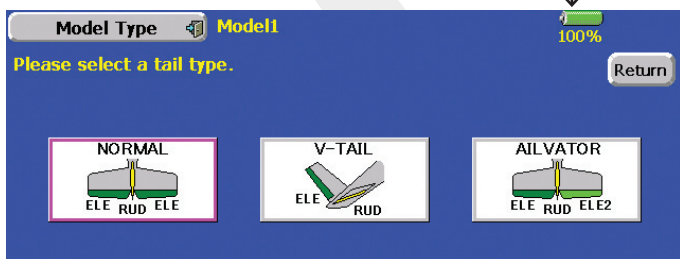 Model Type Model1
100%
Please select a tail type.
Return
NORMAL V-TAIL AILVATOR
ELE RUD ELE ELE RUD ELE RUD ELE2